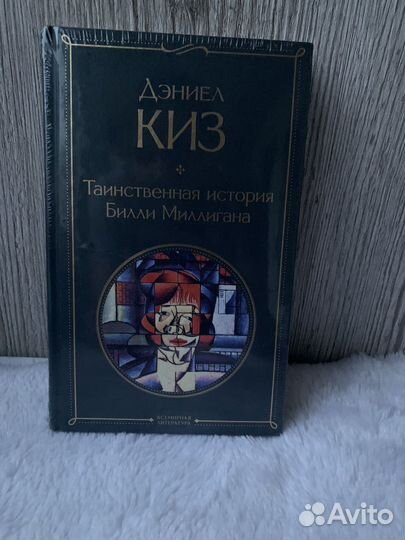 Дэниел
КИЗ
Таинственная история
Билли Миллигана
ВСЕМИРНАЯ
ЛИТЕРАТУРА
Avito